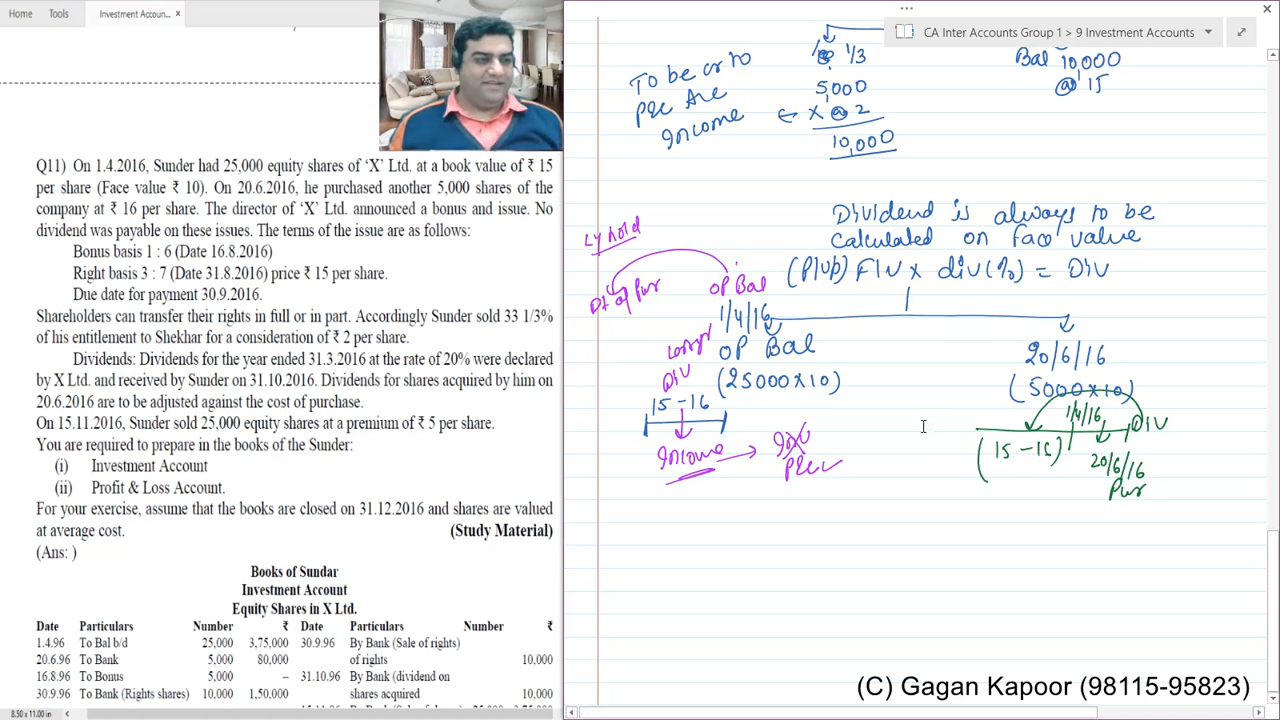 Home Tools Investment Accoun... ×
CA Inter Accounts Group 1 > 9 Investment Accounts
Q11) On 1.4.2016, Sunder had 25,000 equity shares of ‘X’ Ltd. at a book value of ₹ 15
per share (Face value ₹ 10). On 20.6.2016, he purchased another 5,000 shares of the
company at ₹ 16 per share. The director of ‘X’ Ltd. announced a bonus and issue. No
dividend was payable on these issues. The terms of the issue are as follows:
Bonus basis 1 : 6 (Date 16.8.2016)
Right basis 3 : 7 (Date 31.8.2016) price ₹ 15 per share.
Due date for payment 30.9.2016.
Shareholders can transfer their rights in full or in part. Accordingly Sunder sold 33 1/3%
of his entitlement to Shekhar for a consideration of ₹ 2 per share.
Dividends: Dividends for the year ended 31.3.2016 at the rate of 20% were declared
by X Ltd. and received by Sunder on 31.10.2016. Dividends for shares acquired by him on
20.6.2016 are to be adjusted against the cost of purchase.
On 15.11.2016, Sunder sold 25,000 equity shares at a premium of ₹ 5 per share.
You are required to prepare in the books of the Sunder:
(i) Investment Account
(ii) Profit & Loss Account.
For your exercise, assume that the books are closed on 31.12.2016 and shares are valued
at average cost. (Study Material)
(Ans: )
Books of Sundar
Investment Account
Equity Shares in X Ltd.
Date Particulars Number ₹ Date Particulars Number ₹
1.4.96 To Bal b/d 25,000 3,75,000 30.9.96 By Bank (Sale of rights)
20.6.96 To Bank 5,000 80,000 of rights) 10,000
16.8.96 To Bonus 5,000 – 31.10.96 By Bank (dividend on
30.9.96 To Bank (Rights shares) 10,000 1,50,000 shares acquired 10,000
8.50 x 11.00 in
To be cr to
P&L A/c
Income
1/3
5,000
x @ 2
10,000
Bal 10,000
@ 15
Dividend is always to be
calculated on face value
(P/up) F/V x div (%) = Div
Ly hold
Dt of Pur
OP Bal
1/4/16
OP Bal
(25000 x 10)
Div
15 - 16
Income → Inv
P&L
20/6/16
(5000 x 10)
1/4/16
Div
(15 - 16)
20/6/16
Pur
(C) Gagan Kapoor (98115-95823)